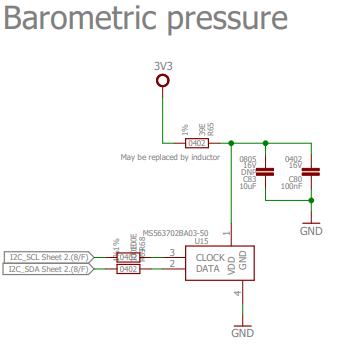 Barometric pressure
3V3
1%
39E
R65
0402
May be replaced by inductor
0805
16V
DNP
C83
10uF
0402
16V
C80
100nF
GND
MS563702BA03-50
U15
1
I2C_SCL Sheet 2.(8/F)
1%
R68
3
CLOCK
VDD
GND
I2C_SDA Sheet 2.(8/F)
0402
2
DATA
4
GND